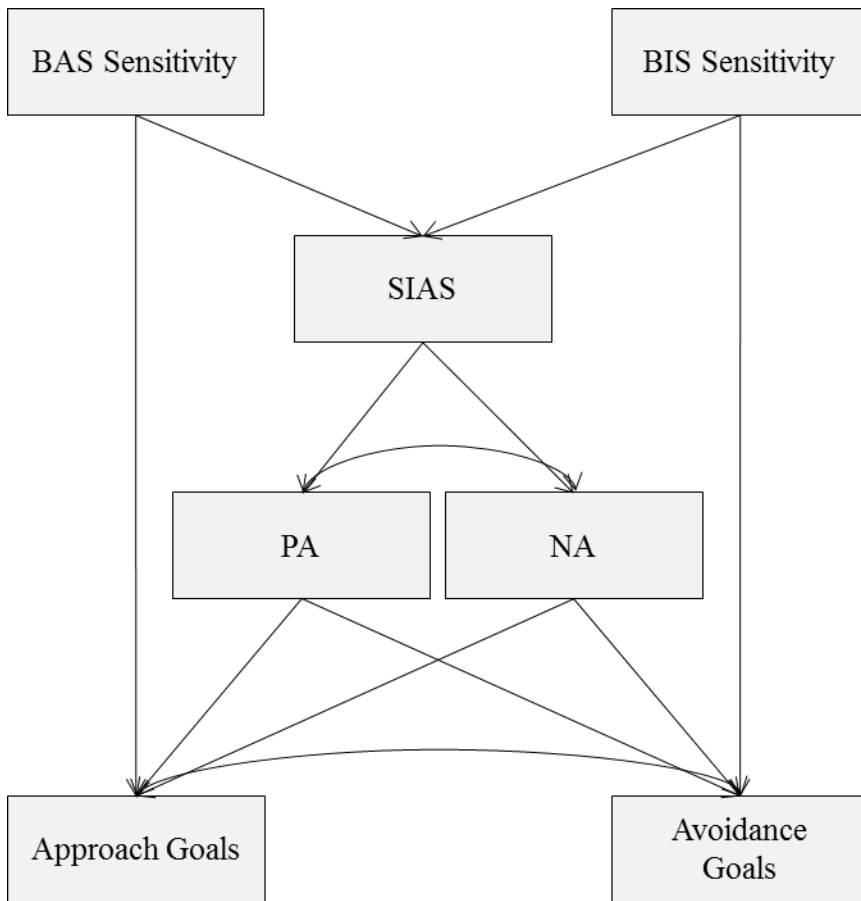 BAS Sensitivity
BIS Sensitivity
SIAS
PA
NA
Approach Goals
Avoidance
Goals